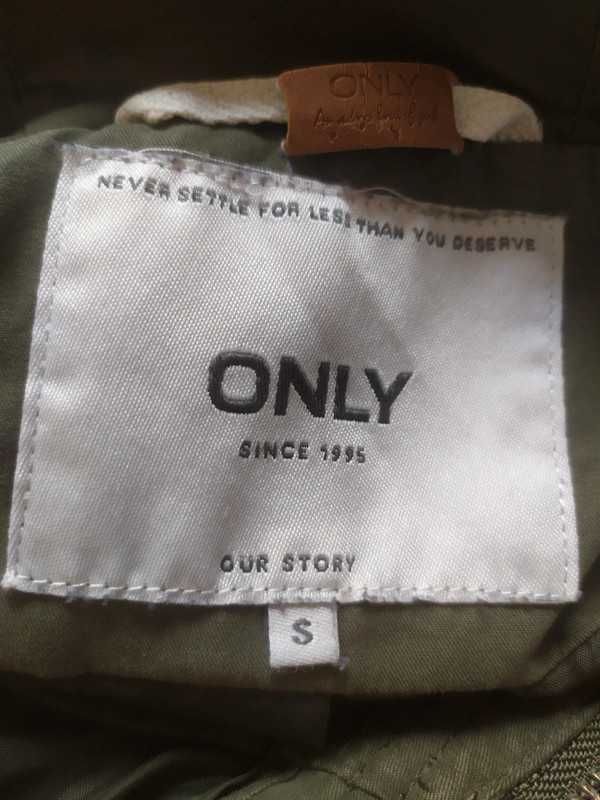 ONLY
NEVER SETTLE FOR LESS THAN YOU DESERVE
ONLY
SINCE 1995
OUR STORY
S